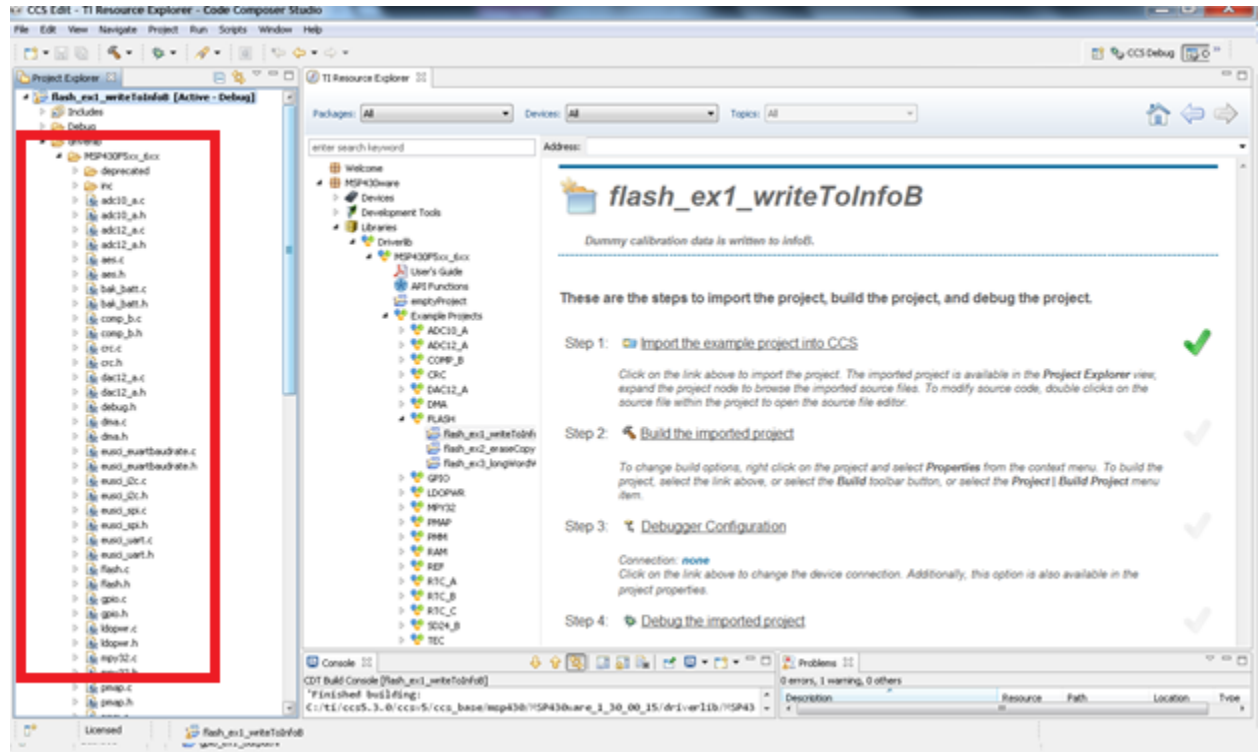 CCS Edit - TI Resource Explorer - Code Composer Studio
File Edit View Navigate Project Run Scripts Window Help
CCS Debug
Project Explorer
flash_ex1_writeToInfoB [Active - Debug]
Includes
Debug
driverlib
MSP430F5xx_6xx
deprecated
inc
adc10_a.c
adc10_a.h
adc12_a.c
adc12_a.h
aes.c
aes.h
bak_batt.c
bak_batt.h
comp_b.c
comp_b.h
crc.c
crc.h
dac12_a.c
dac12_a.h
debug.h
dma.c
dma.h
eusci_euartbaudrate.c
eusci_euartbaudrate.h
eusci_i2c.c
eusci_i2c.h
eusci_spi.c
eusci_spi.h
eusci_uart.c
eusci_uart.h
flash.c
flash.h
gpio.c
gpio.h
ldopwr.c
ldopwr.h
mpy32.c
mpy32.h
pmap.c
pmap.h
TI Resource Explorer
Packages: All Devices: All Topics: All
enter search keyword
Address:
Welcome
MSP430ware
Devices
Development Tools
Libraries
Driverlib
MSP430F5xx_6xx
User's Guide
API Functions
emptyProject
Example Projects
ADC10_A
ADC12_A
COMP_B
CRC
DAC12_A
DMA
FLASH
flash_ex1_writeToInf
flash_ex2_eraseCopy
flash_ex3_longWordW
GPIO
LDOPWR
MPY32
PMAP
PMM
RAM
REF
RTC_A
RTC_B
RTC_C
SD24_B
TEC
flash_ex1_writeToInfoB
Dummy calibration data is written to infoB.
These are the steps to import the project, build the project, and debug the project.
Step 1: Import the example project into CCS
Click on the link above to import the project. The imported project is available in the Project Explorer view,
expand the project node to browse the imported source files. To modify source code, double clicks on the
source file within the project to open the source file editor.
Step 2: Build the imported project
To change build options, right click on the project and select Properties from the context menu. To build the
project, select the link above, or select the Build toolbar button, or select the Project | Build Project menu
item.
Step 3: Debugger Configuration
Connection: none
Click on the link above to change the device connection. Additionally, this option is also available in the
project properties.
Step 4: Debug the imported project
Console
CDT Build Console [flash_ex1_writeToInfoB]
'Finished building:
C:/ti/ccs5.3.0/ccsv5/ccs_base/msp430/MSP430ware_1_30_00_15/driverlib/MSP43
Problems
0 errors, 1 warning, 0 others
Description Resource Path Location Type
Licensed
flash_ex1_writeToInfoB